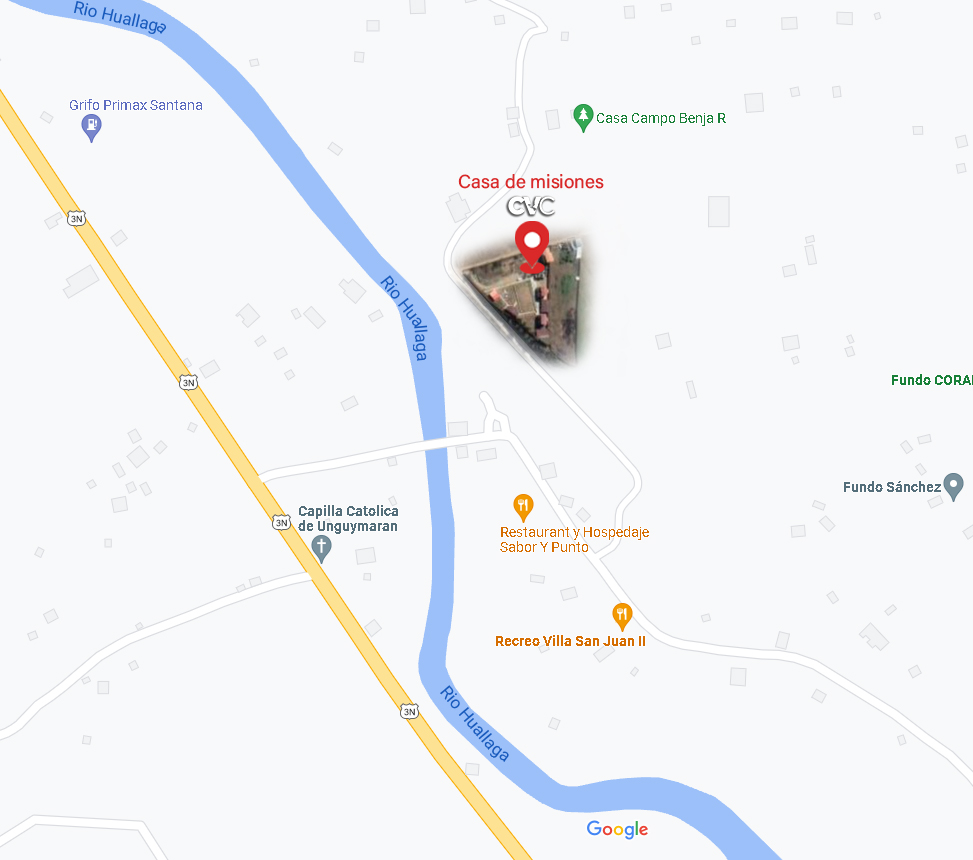 Rio Huallaga
Grifo Primax Santana
Casa Campo Benja R
Casa de misiones
CVC
3N
Rio Huallaga
3N
Fundo CORAL
Fundo Sánchez
Capilla Catolica
de Unguymaran
3N
Restaurant y Hospedaje
Sabor Y Punto
Recreo Villa San Juan II
Rio Huallaga
3N
Google